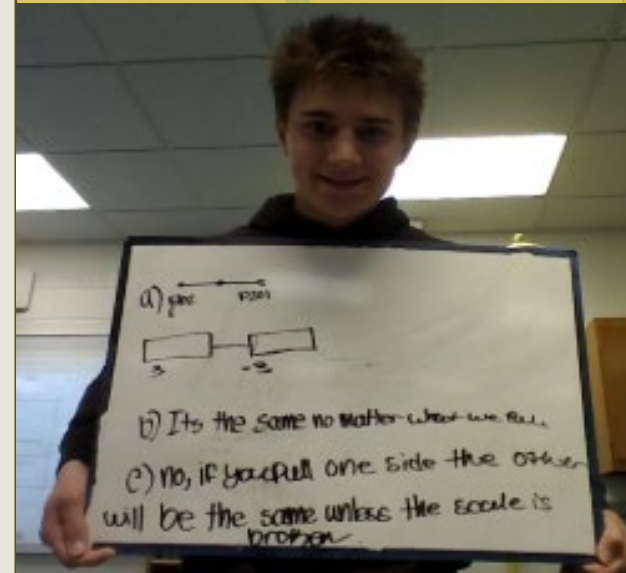 a)
3 -3
b) Its the same no matter what we
c) no, if you pull one side the other
will be the same unless the scale is
broken.